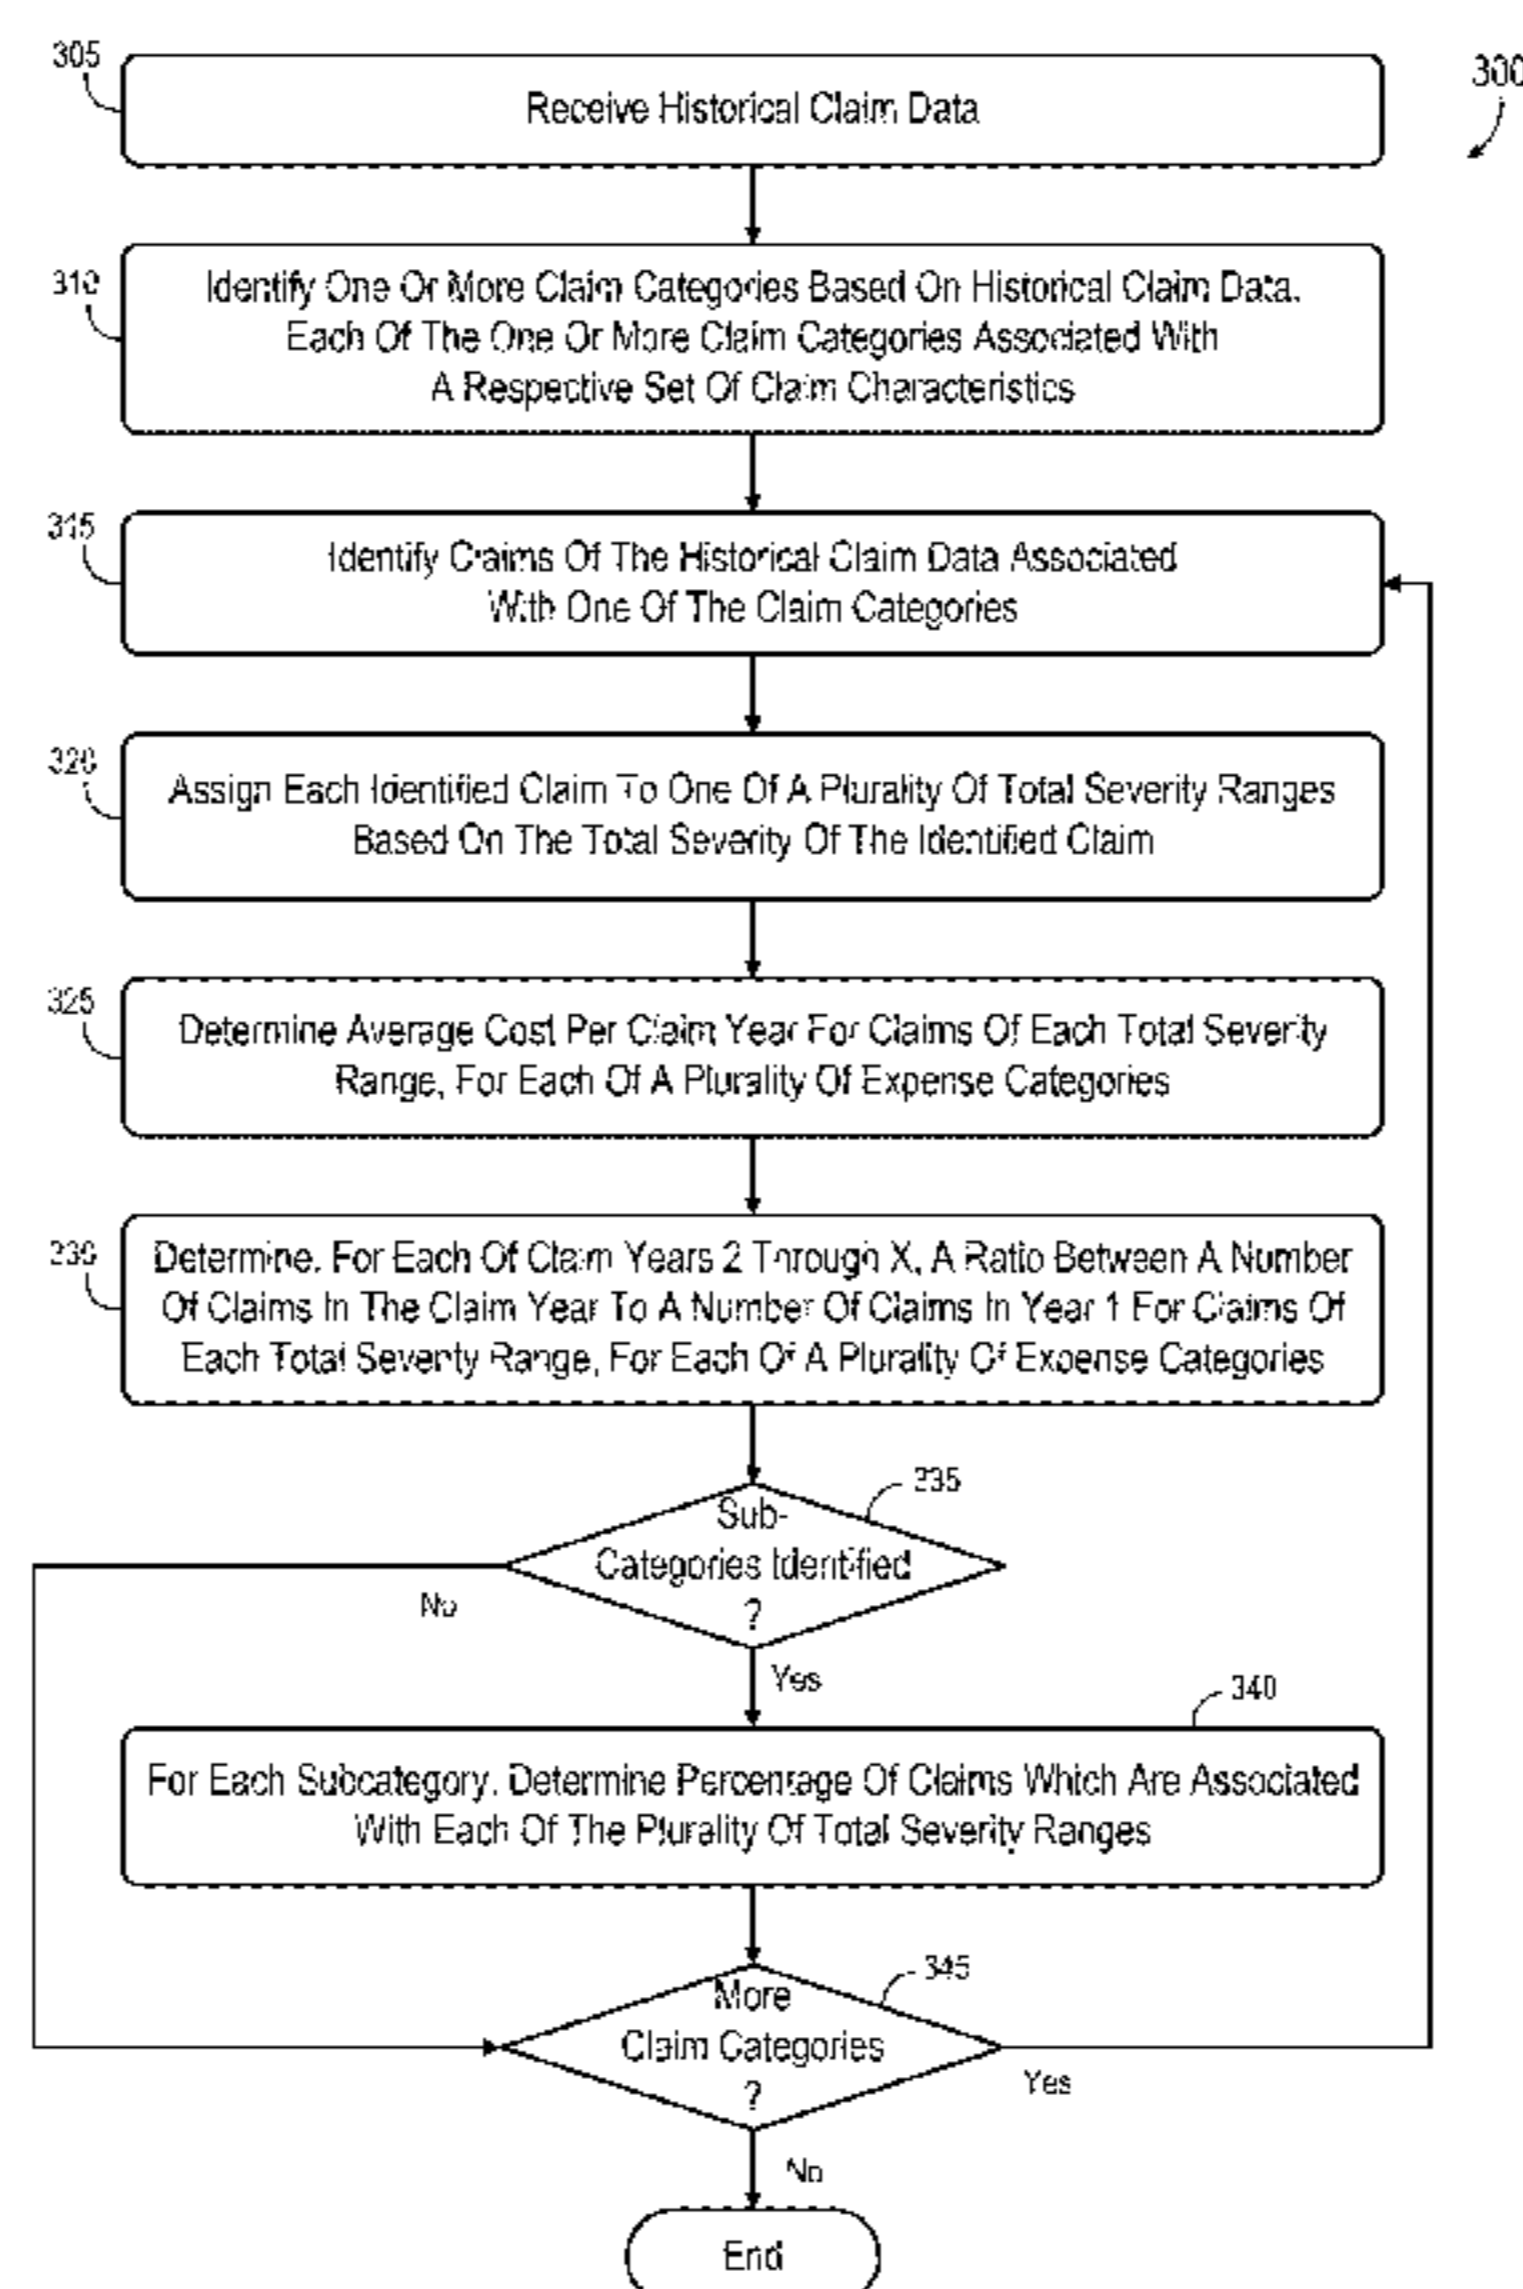 305
300
Receive Historical Claim Data
310
Identify One Or More Claim Categories Based On Historical Claim Data.
Each Of The One Or More Claim Categories Associated With
A Respective Set Of Claim Characteristics
315
Identify Claims Of The Historical Claim Data Associated
With One Of The Claim Categories
320
Assign Each Identified Claim To One Of A Plurality Of Total Severity Ranges
Based On The Total Severity Of The Identified Claim
325
Determine Average Cost Per Claim Year For Claims Of Each Total Severity
Range, For Each Of A Plurality Of Expense Categories
330
Determine, For Each Of Claim Years 2 Through X, A Ratio Between A Number
Of Claims In The Claim Year To A Number Of Claims In Year 1 For Claims Of
Each Total Severity Range, For Each Of A Plurality Of Expense Categories
335
Sub-
Categories Identified
?
No
Yes
340
For Each Subcategory, Determine Percentage Of Claims Which Are Associated
With Each Of The Plurality Of Total Severity Ranges
345
More
Claim Categories
?
Yes
No
End